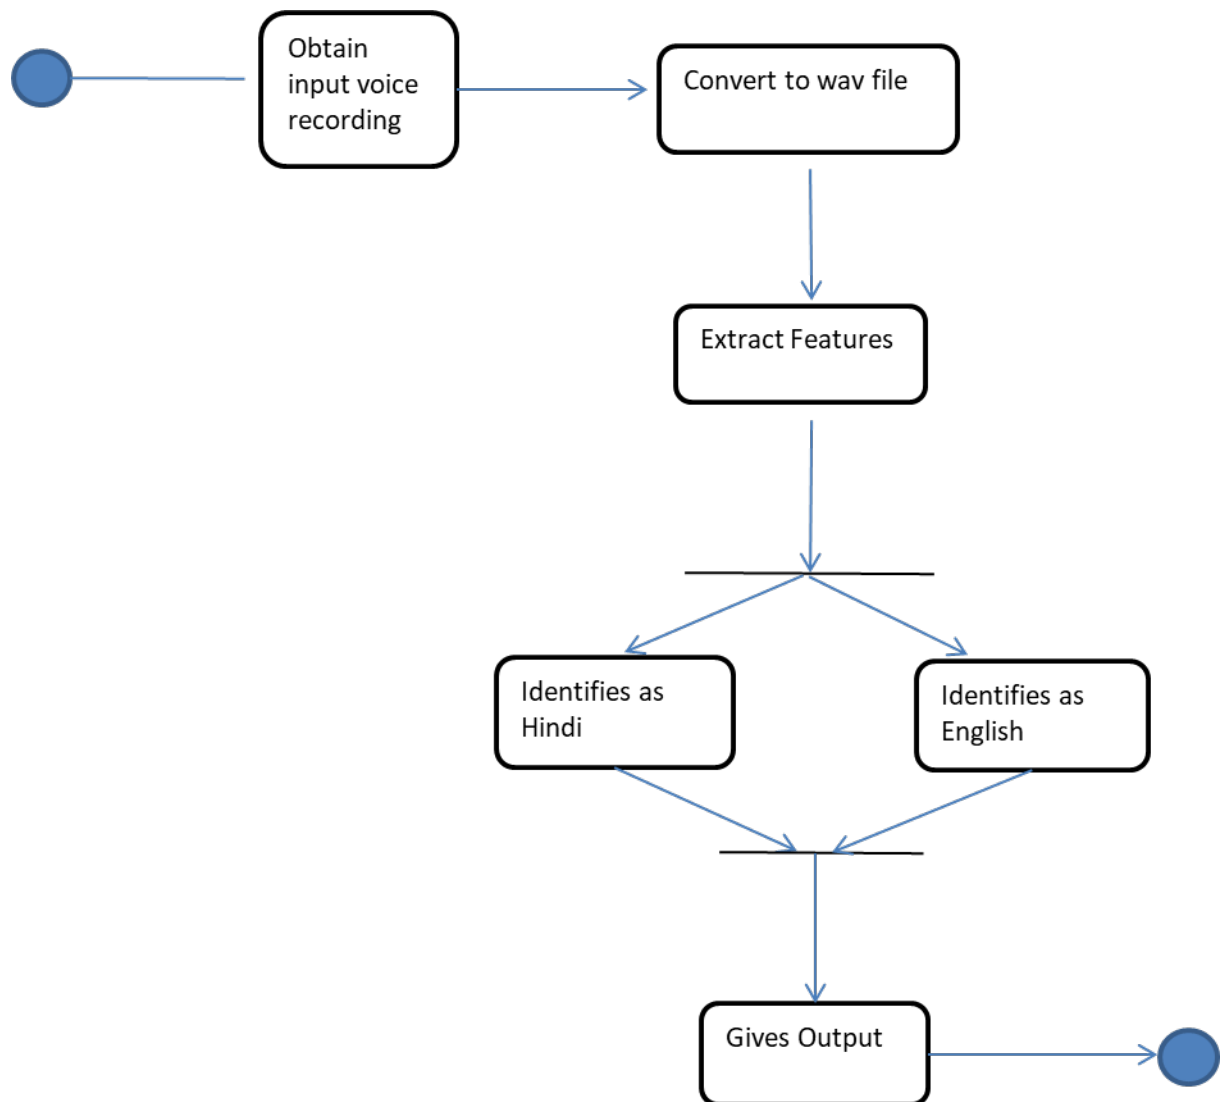 Obtain
input voice
recording
Convert to wav file
Extract Features
Identifies as
Hindi
Identifies as
English
Gives Output